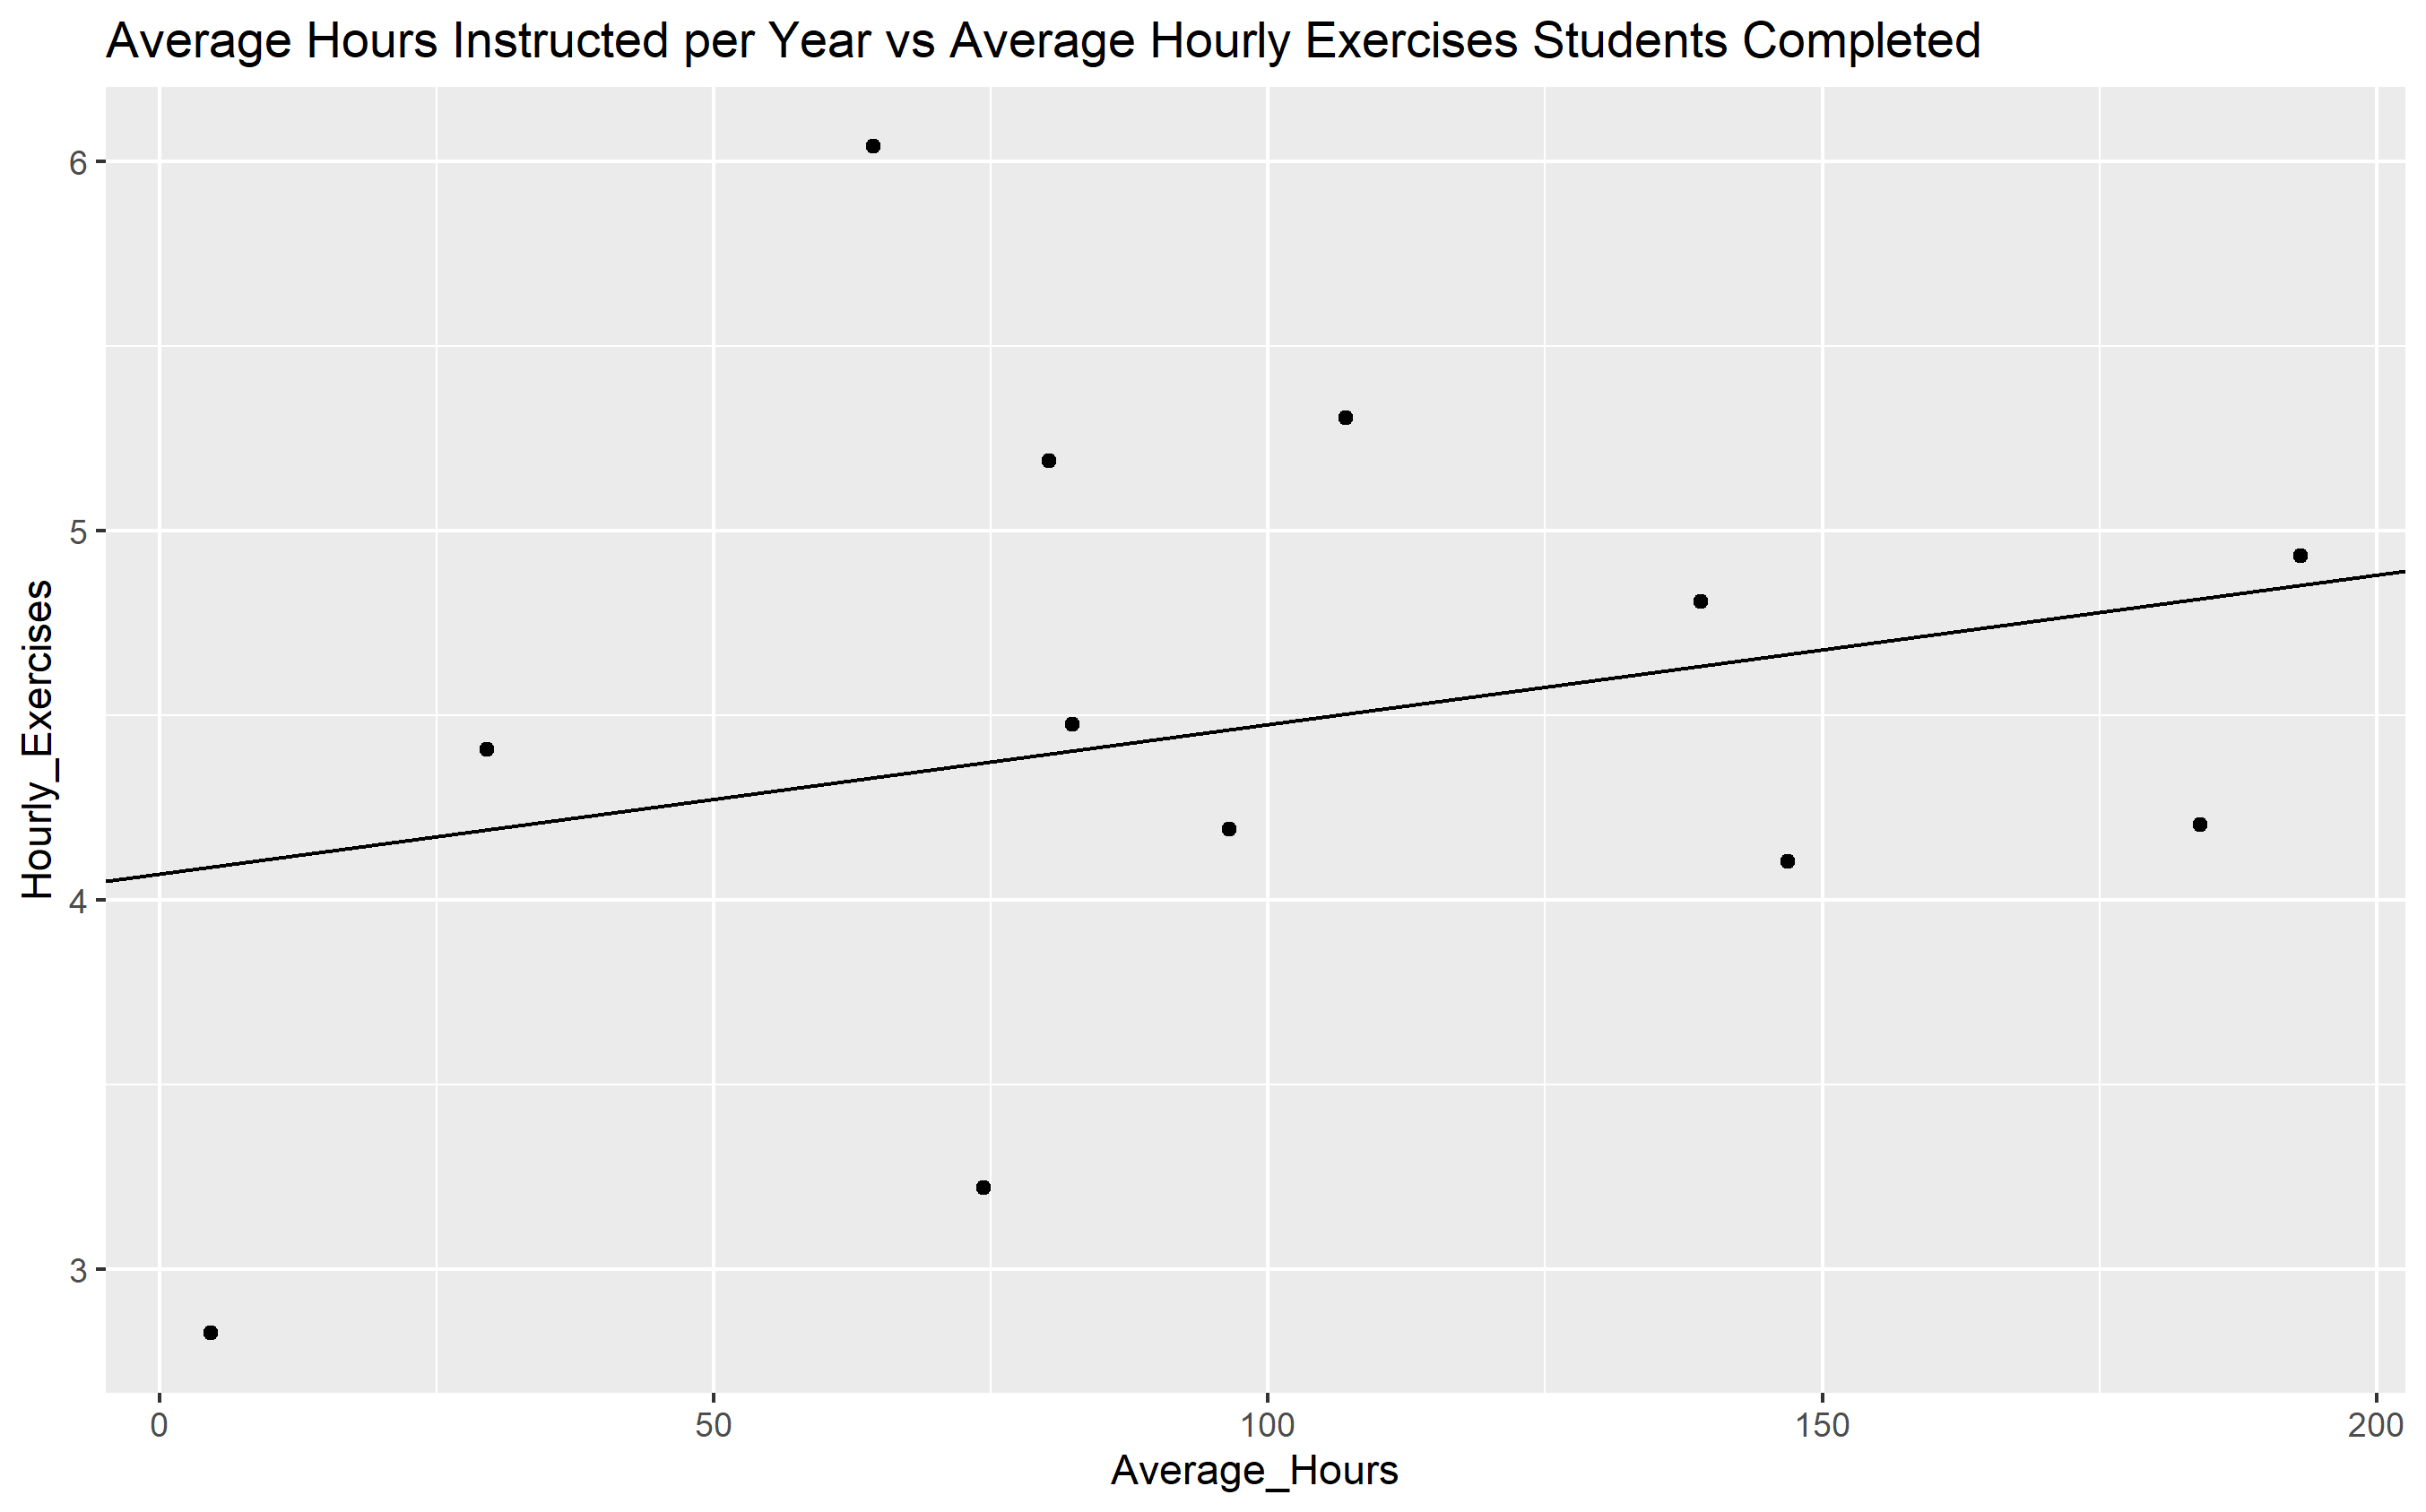 Average Hours Instructed per Year vs Average Hourly Exercises Students Completed
Hourly_Exercises
6
5
4
3
0 50 100 150 200
Average_Hours